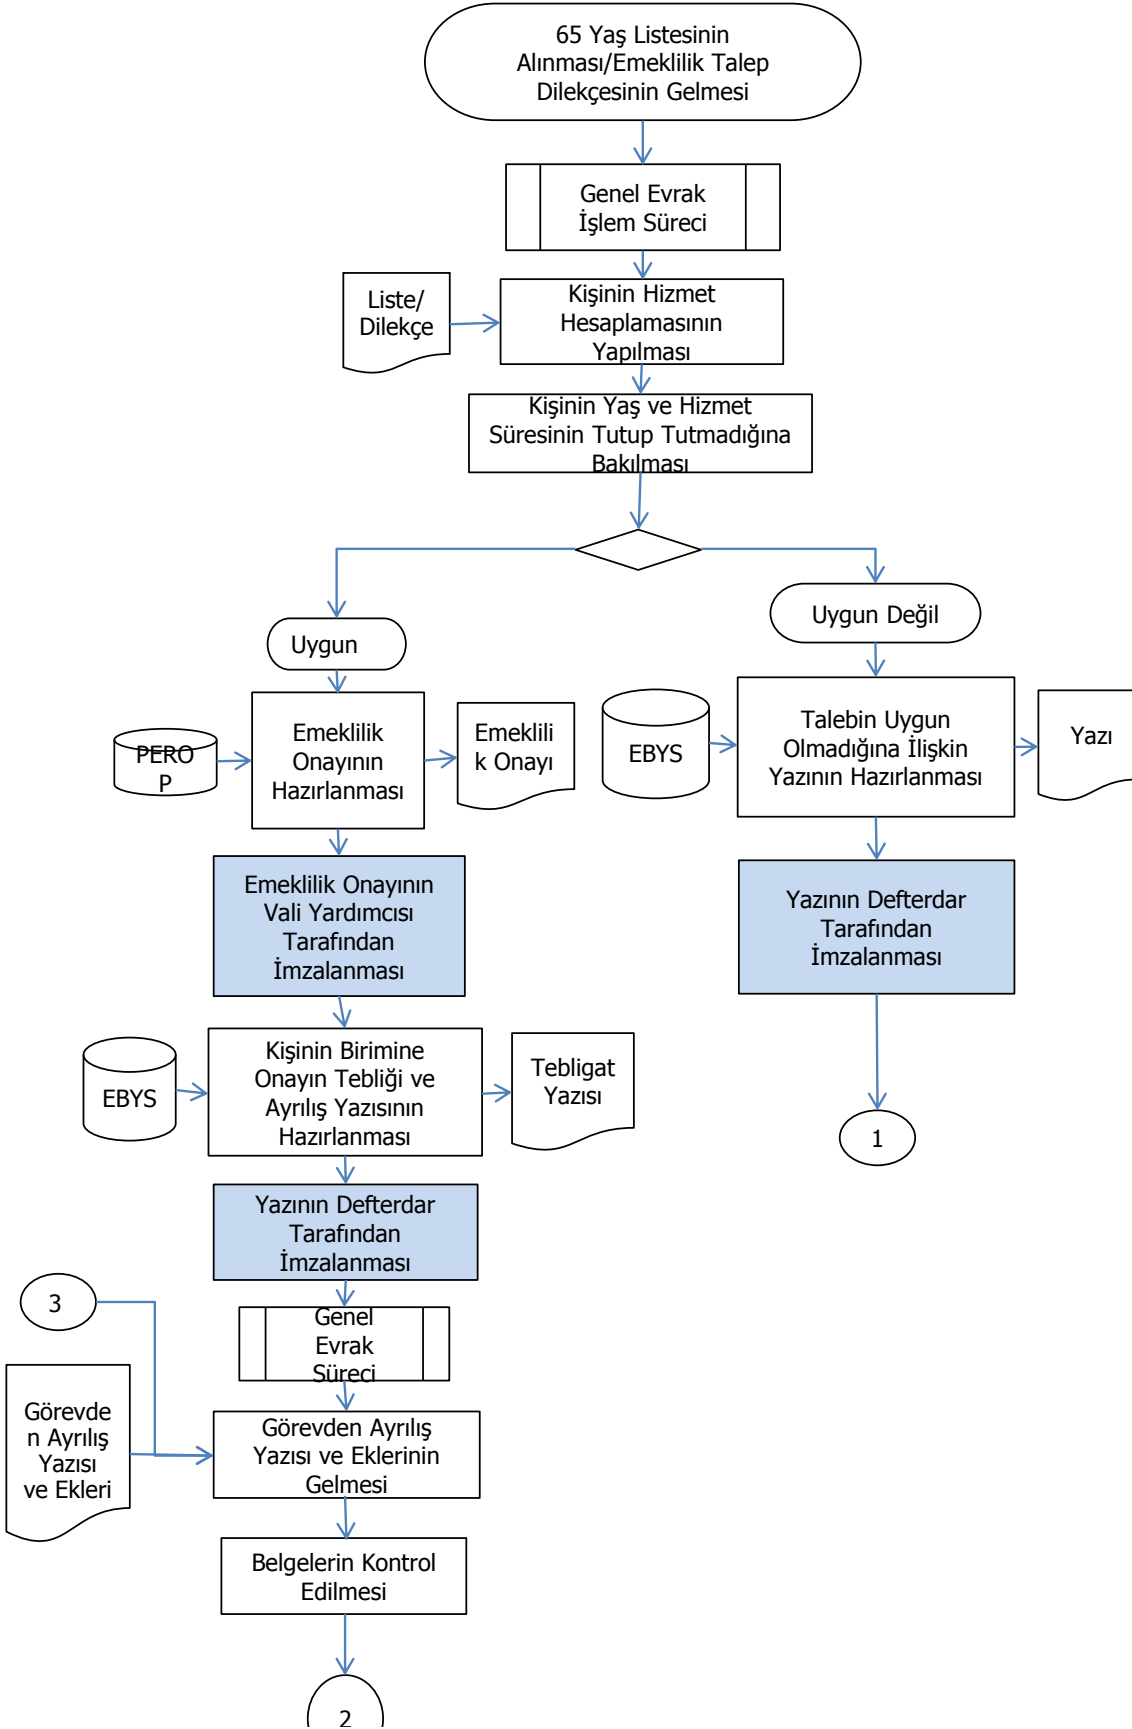 65 Yaş Listesinin
Alınması/Emeklilik Talep
Dilekçesinin Gelmesi
Genel Evrak
İşlem Süreci
Liste/
Dilekçe
Kişinin Hizmet
Hesaplamasının
Yapılması
Kişinin Yaş ve Hizmet
Süresinin Tutup Tutmadığına
Bakılması
Uygun
Uygun Değil
PERO
P
Emeklilik
Onayının
Hazırlanması
Emeklili
k Onayı
EBYS
Talebin Uygun
Olmadığına İlişkin
Yazının Hazırlanması
Yazı
Emeklilik Onayının
Vali Yardımcısı
Tarafından
İmzalanması
Yazının Defterdar
Tarafından
İmzalanması
EBYS
Kişinin Birimine
Onayın Tebliği ve
Ayrılış Yazısının
Hazırlanması
Tebligat
Yazısı
1
Yazının Defterdar
Tarafından
İmzalanması
3
Genel
Evrak
Süreci
Görevde
n Ayrılış
Yazısı
ve Ekleri
Görevden Ayrılış
Yazısı ve Eklerinin
Gelmesi
Belgelerin Kontrol
Edilmesi
2